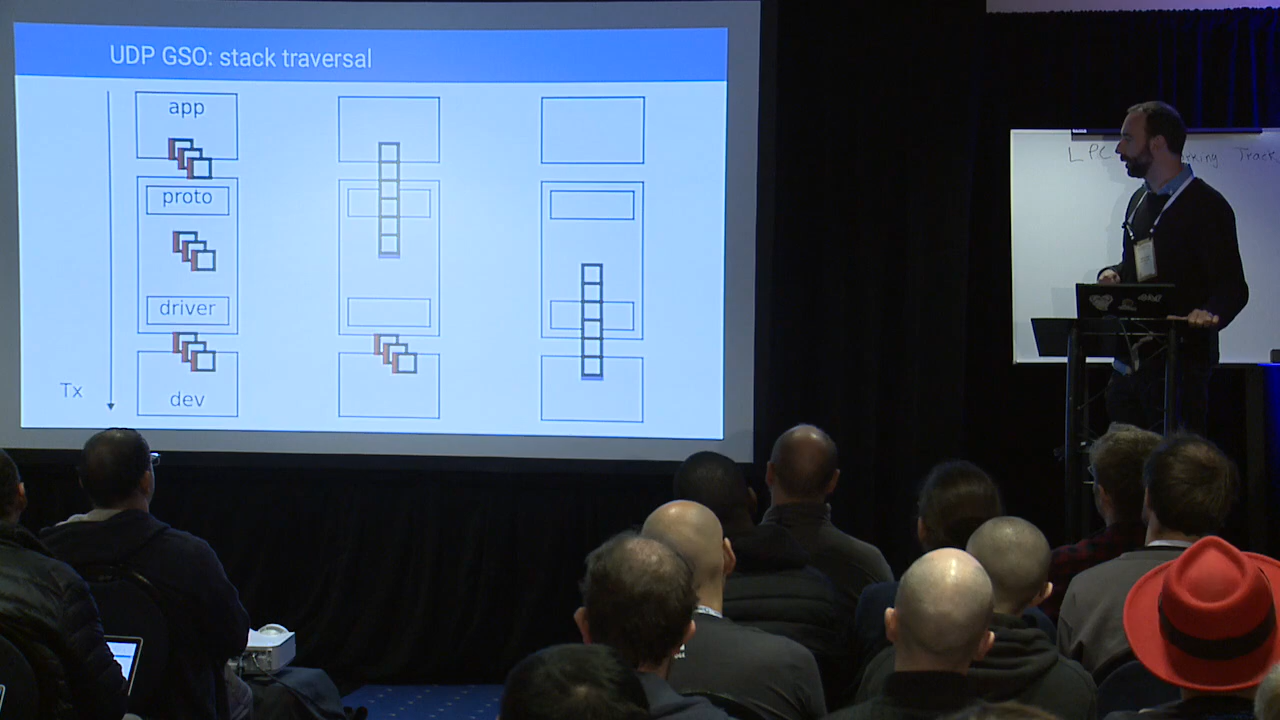 UDP GSO: stack traversal
app
proto
driver
Tx
dev
LPC
Track